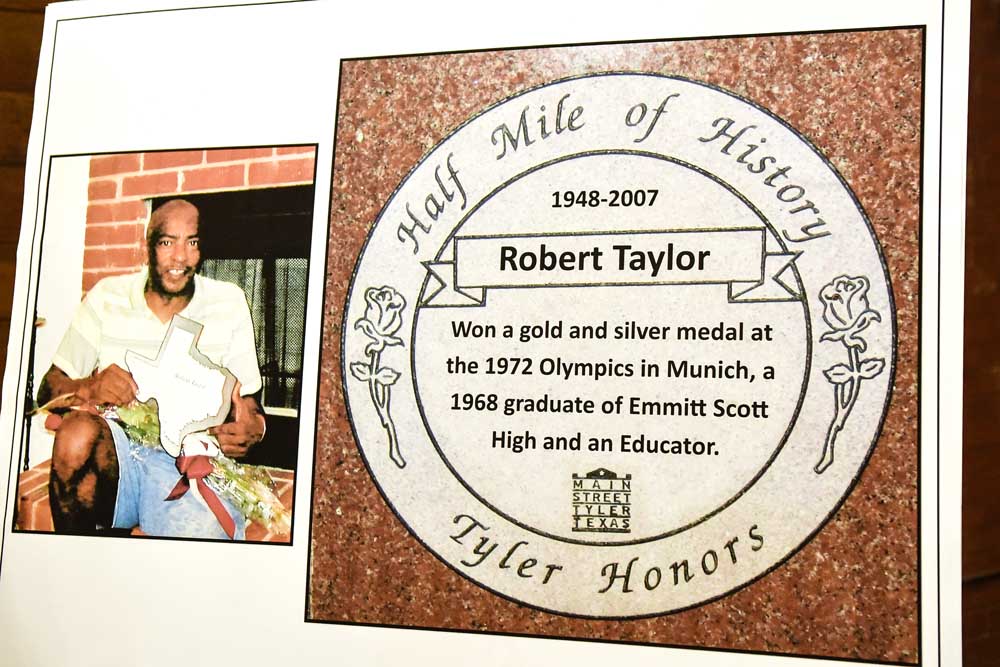 Half Mile of History
1948-2007
Robert Taylor
Won a gold and silver medal at
the 1972 Olympics in Munich, a
1968 graduate of Emmitt Scott
High and an Educator.
MAIN
STREET
TYLER
TEXAS
Tyler Honors